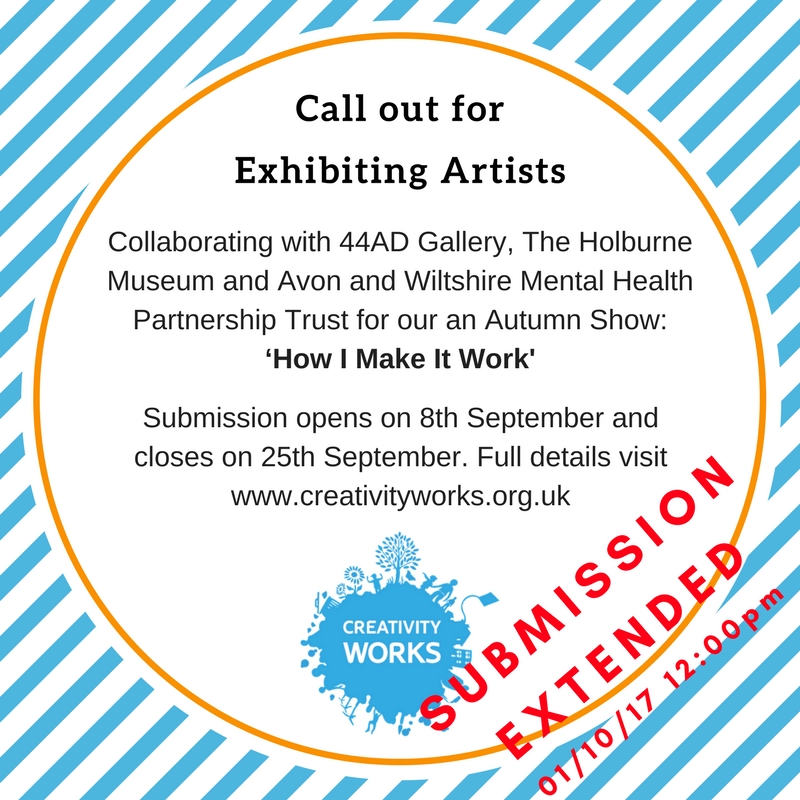 Call out for
Exhibiting Artists
Collaborating with 44AD Gallery, The Holburne
Museum and Avon and Wiltshire Mental Health
Partnership Trust for our an Autumn Show:
‘How I Make It Work'
Submission opens on 8th September and
closes on 25th September. Full details visit
www.creativityworks.org.uk
CREATIVITY
WORKS
SUBMISSION
EXTENDED
01/10/17 12:00pm